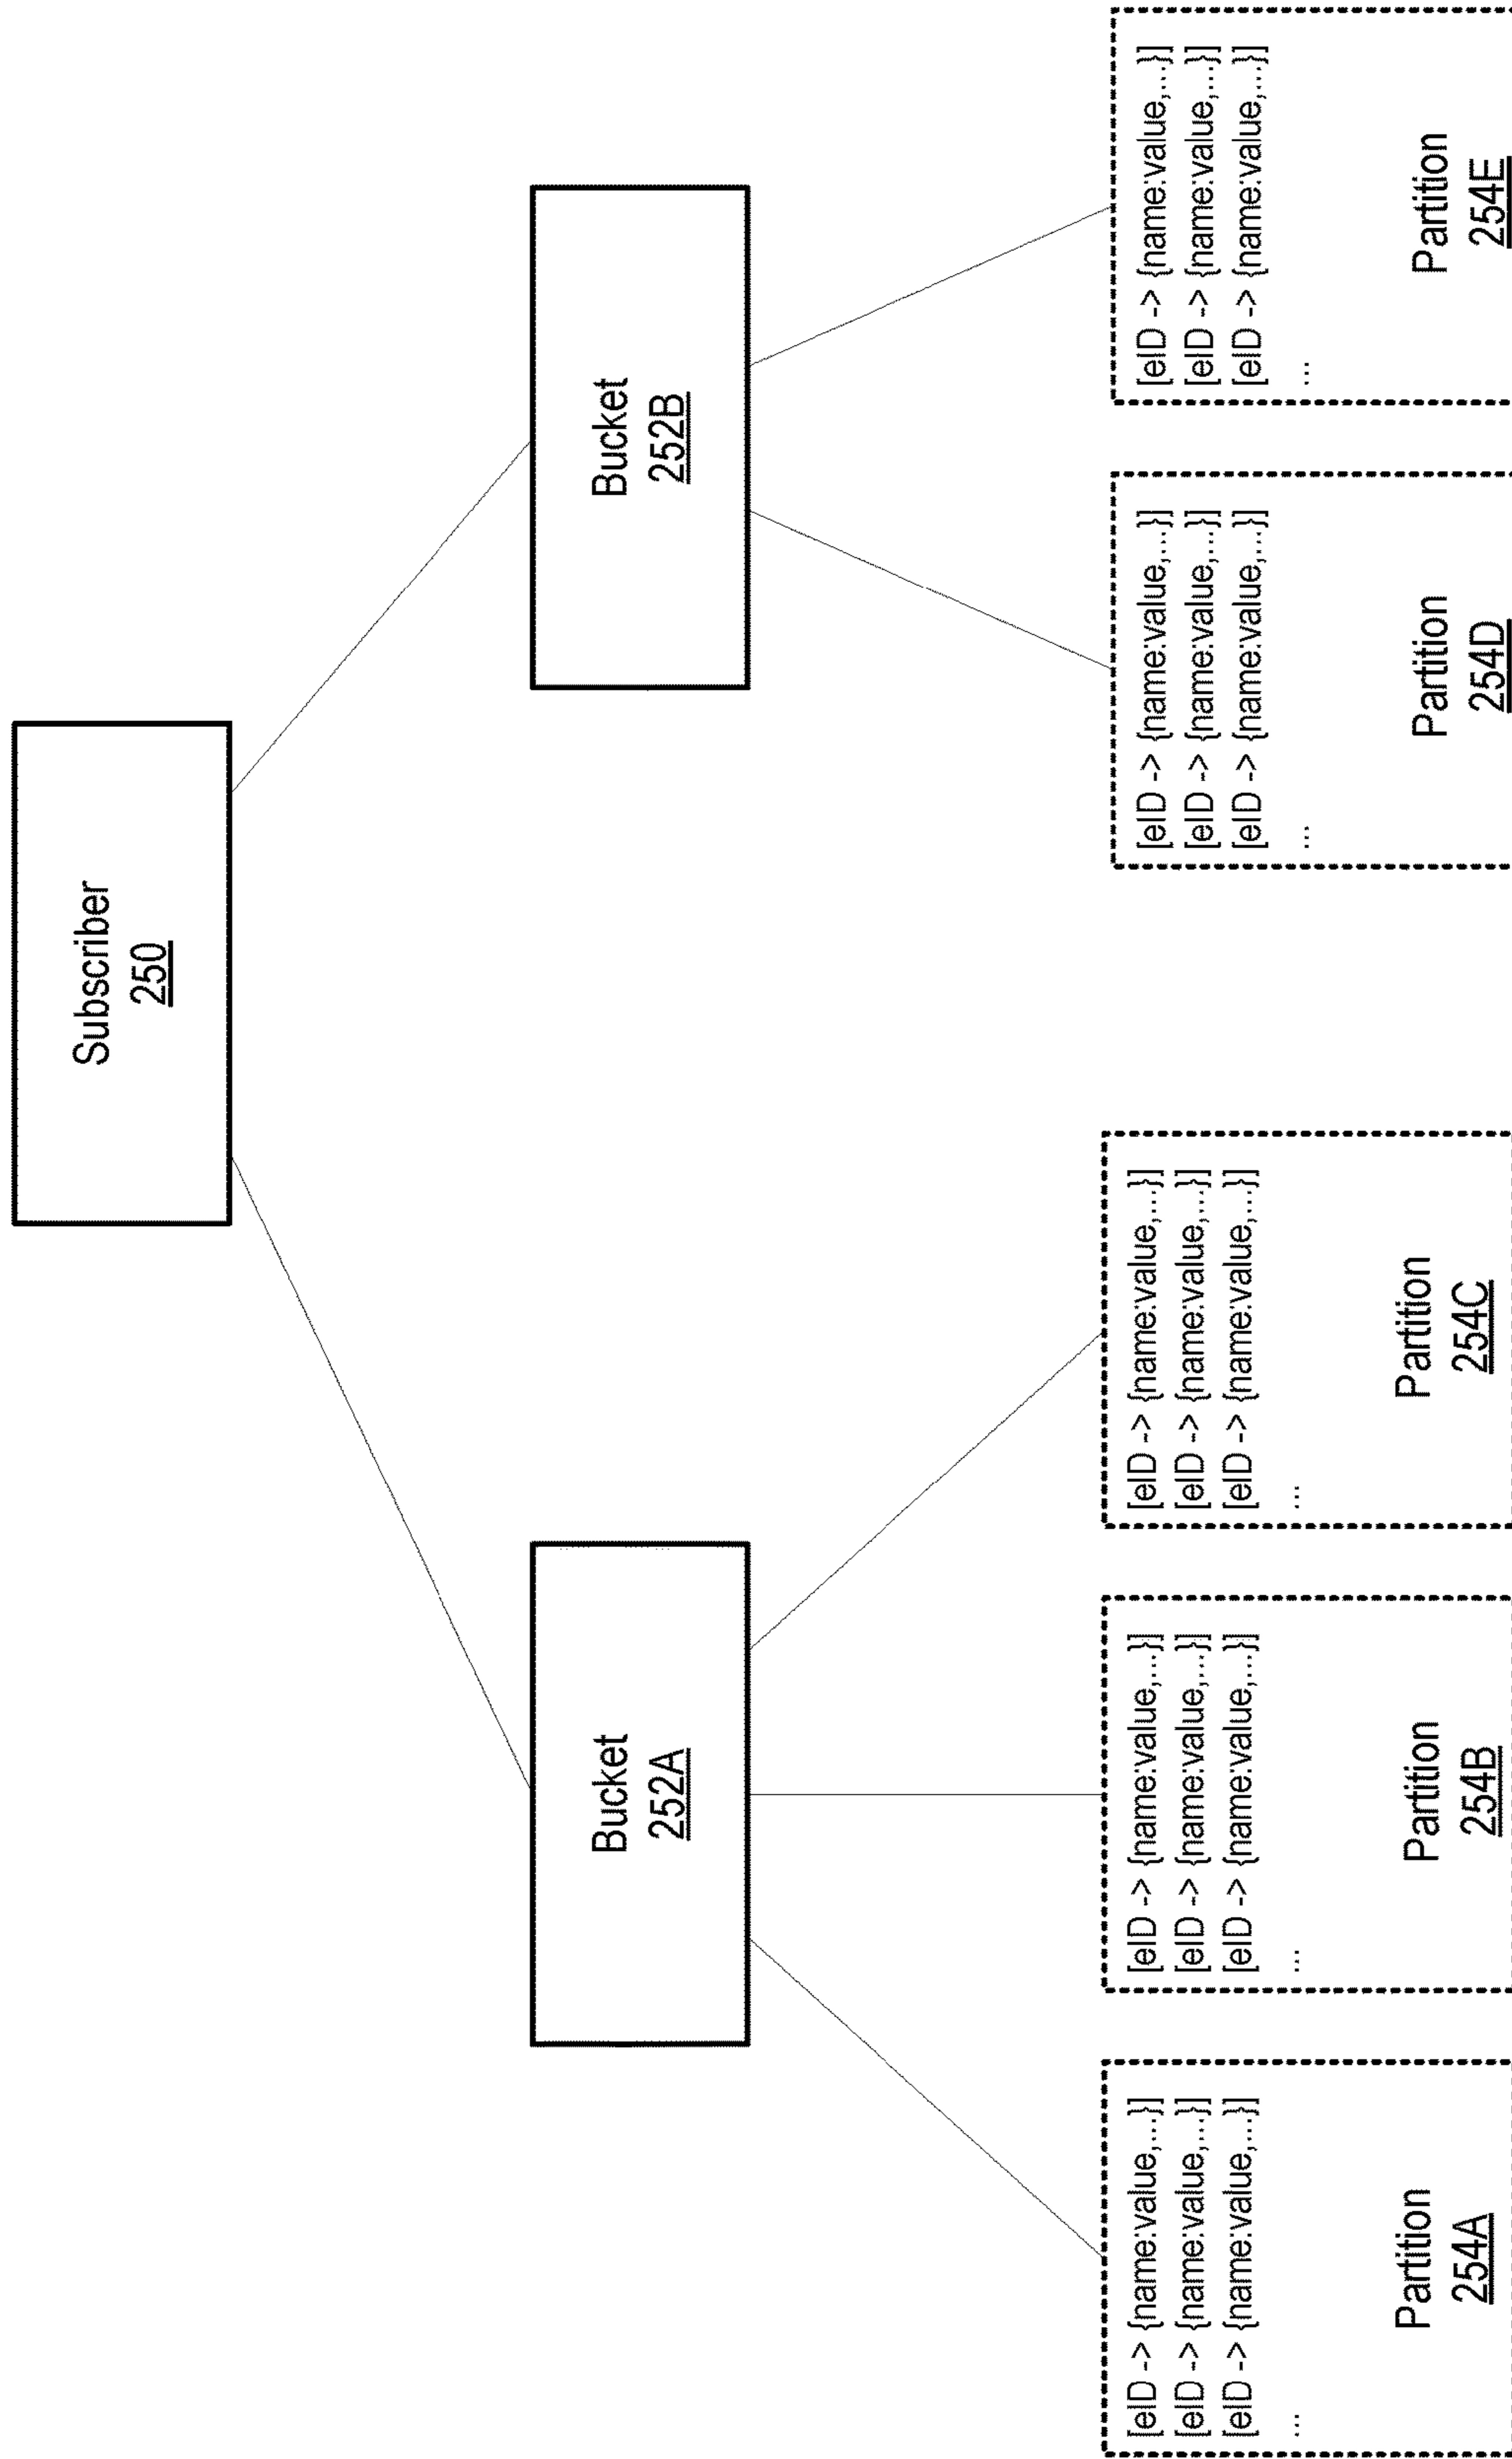 Subscriber
250
Bucket
252A
Bucket
252B
[eID -> {name:value,...}]
[eID -> {name:value,...}]
[eID -> {name:value,...}]
...
Partition
254A
[eID -> {name:value,...}]
[eID -> {name:value,...}]
[eID -> {name:value,...}]
...
Partition
254B
[eID -> {name:value,...}]
[eID -> {name:value,...}]
[eID -> {name:value,...}]
...
Partition
254C
[eID -> {name:value,...}]
[eID -> {name:value,...}]
[eID -> {name:value,...}]
...
Partition
254D
[eID -> {name:value,...}]
[eID -> {name:value,...}]
[eID -> {name:value,...}]
...
Partition
254E